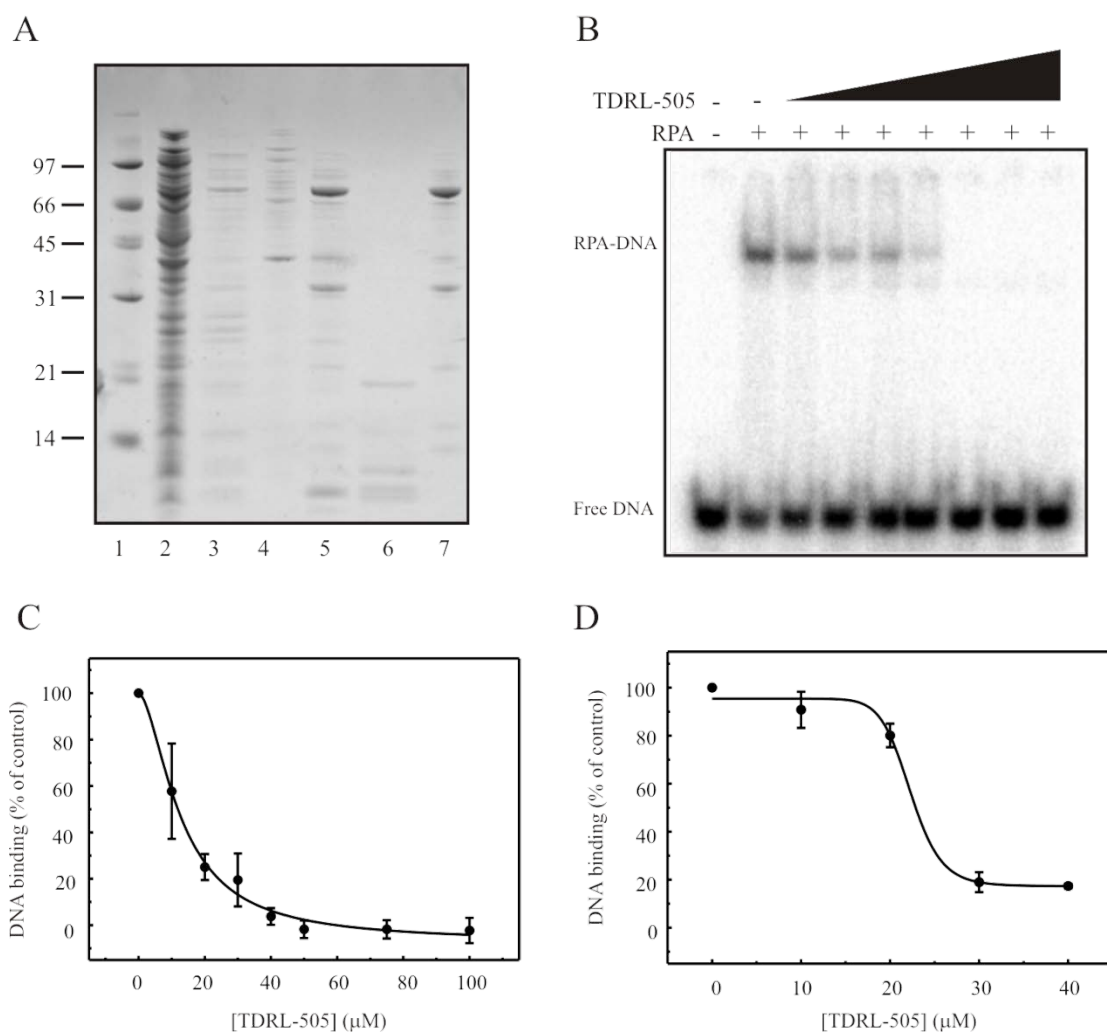 A
97
66
45
31
21
14
1 2 3 4 5 6 7
B
TDRL-505 - -
RPA - + + + + + + + +
RPA-DNA
Free DNA
C
DNA binding (% of control)
100
80
60
40
20
0
0 20 40 60 80 100
[TDRL-505] (µM)
D
DNA binding (% of control)
100
80
60
40
20
0
0 10 20 30 40
[TDRL-505] (µM)